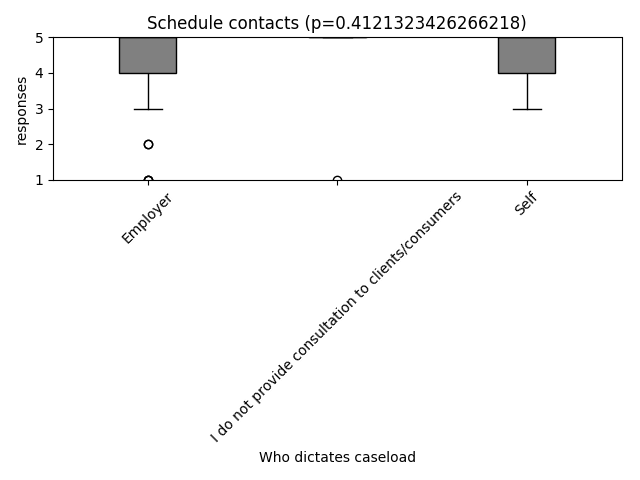 Schedule contacts (p=0.4121323426266218)
responses
5
4
3
2
1
Employer
I do not provide consultation to clients/consumers
Self
Who dictates caseload